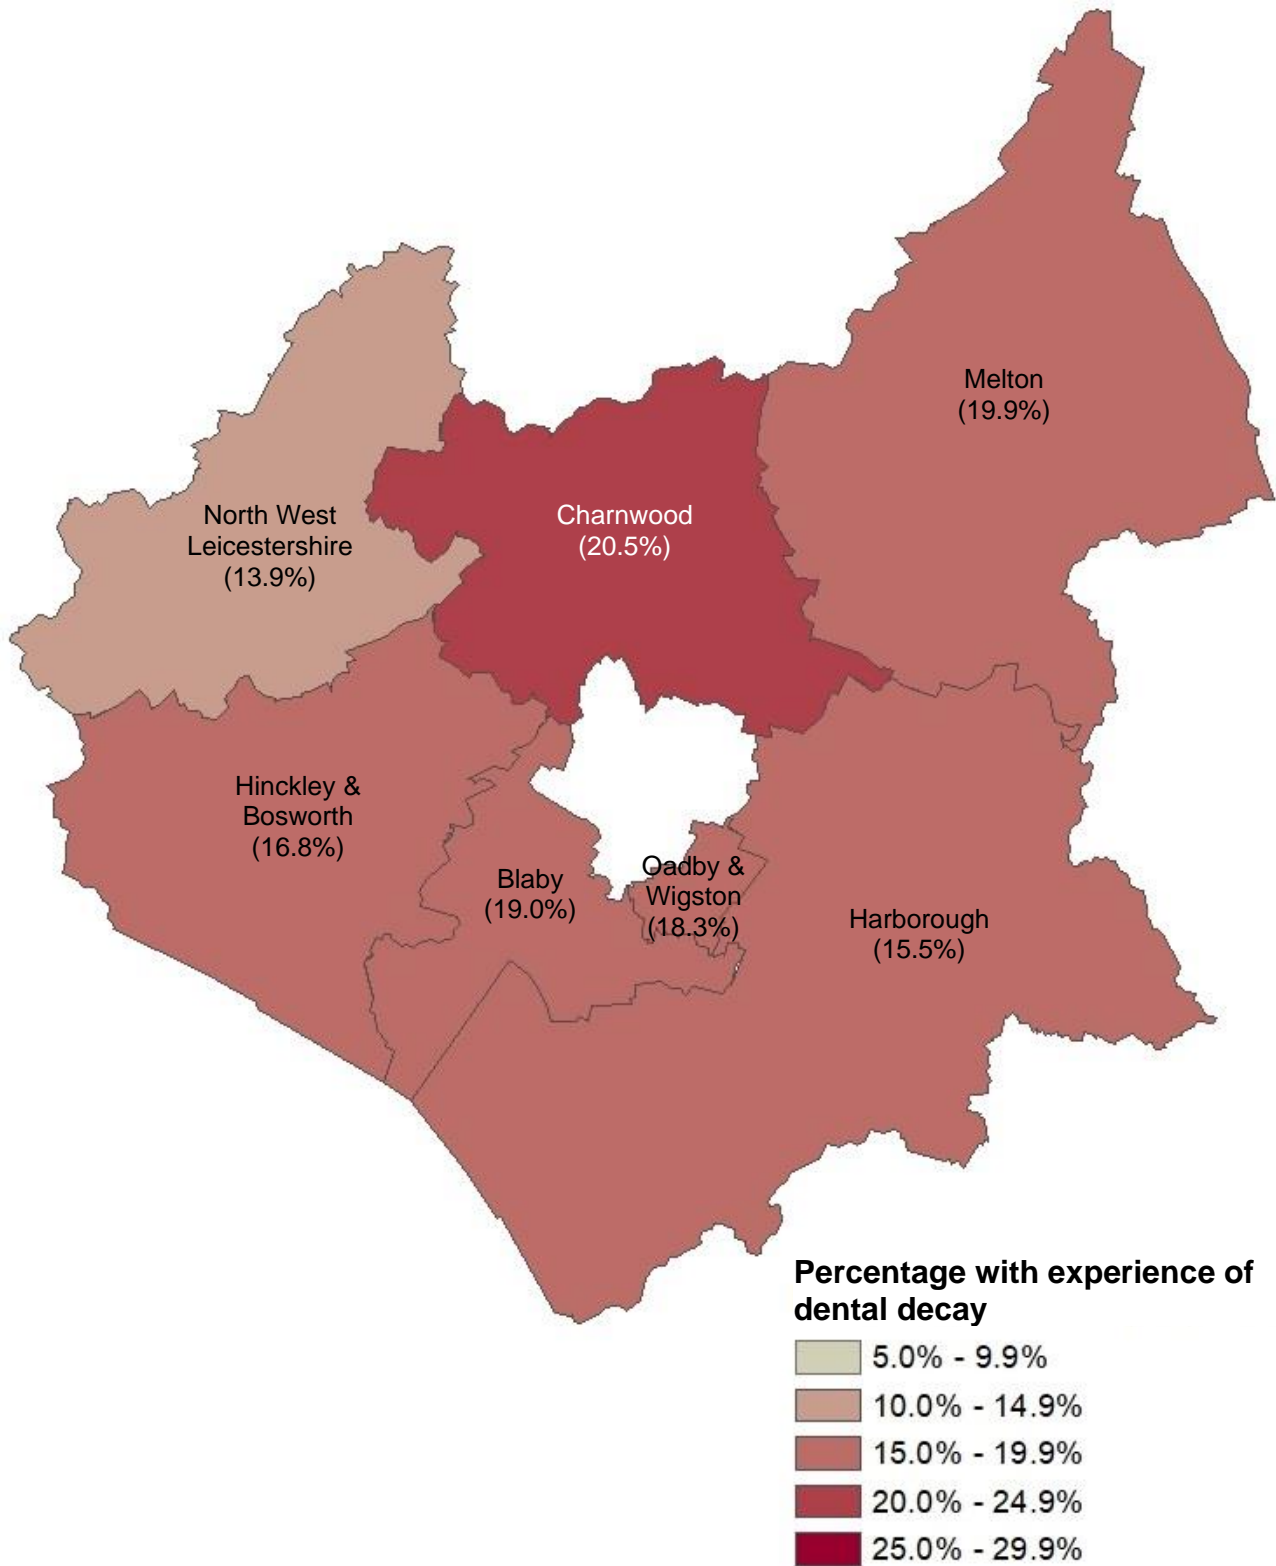 Melton
(19.9%)
North West
Leicestershire
(13.9%)
Charnwood
(20.5%)
Hinckley &
Bosworth
(16.8%)
Blaby
(19.0%)
Oadby &
Wigston
(18.3%)
Harborough
(15.5%)
Percentage with experience of
dental decay
5.0% - 9.9%
10.0% - 14.9%
15.0% - 19.9%
20.0% - 24.9%
25.0% - 29.9%